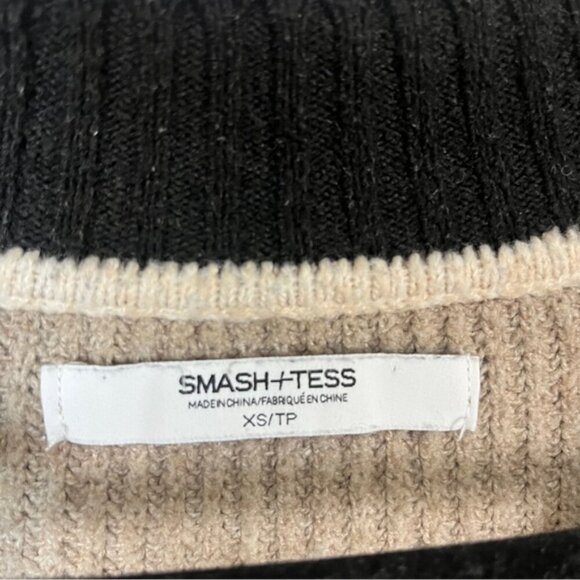 SMASH+TESS
MADE IN CHINA/FABRIQUÉ EN CHINE
XS/TP